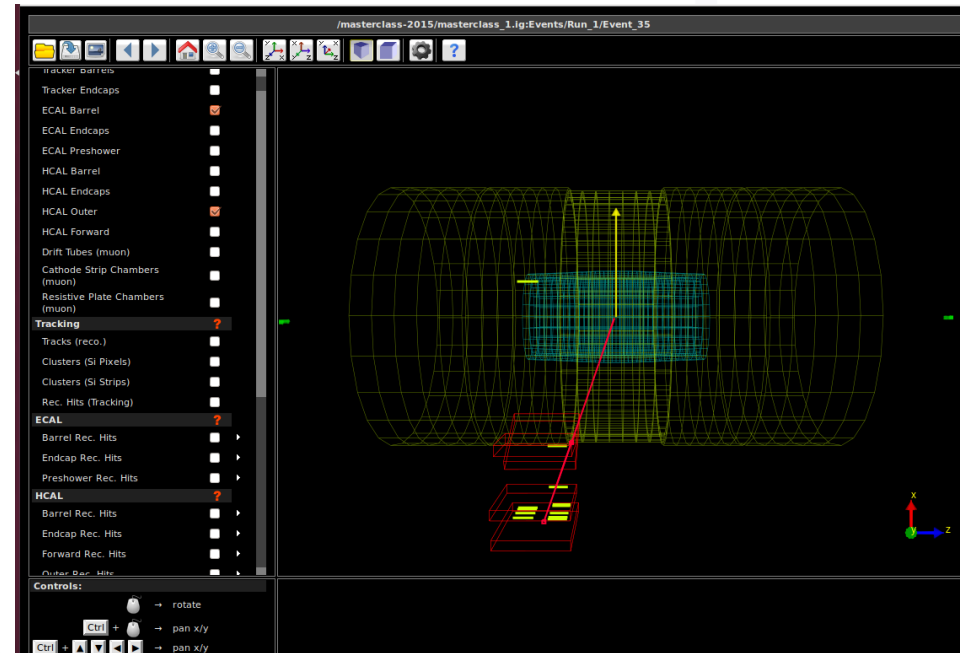 /masterclass-2015/masterclass_1.ig:Events/Run_1/Event_35
?
Tracker Barrels
Tracker Endcaps
ECAL Barrel
ECAL Endcaps
ECAL Preshower
HCAL Barrel
HCAL Endcaps
HCAL Outer
HCAL Forward
Drift Tubes (muon)
Cathode Strip Chambers
(muon)
Resistive Plate Chambers
(muon)
Tracking ?
Tracks (reco.)
Clusters (Si Pixels)
Clusters (Si Strips)
Rec. Hits (Tracking)
ECAL ?
Barrel Rec. Hits
Endcap Rec. Hits
Preshower Rec. Hits
HCAL ?
Barrel Rec. Hits
Endcap Rec. Hits
Forward Rec. Hits
Outer Rec. Hits
x
y
z
Controls:
→ rotate
Ctrl + → pan x/y
Ctrl + ▲ ▼ ◀ ▶ → pan x/y